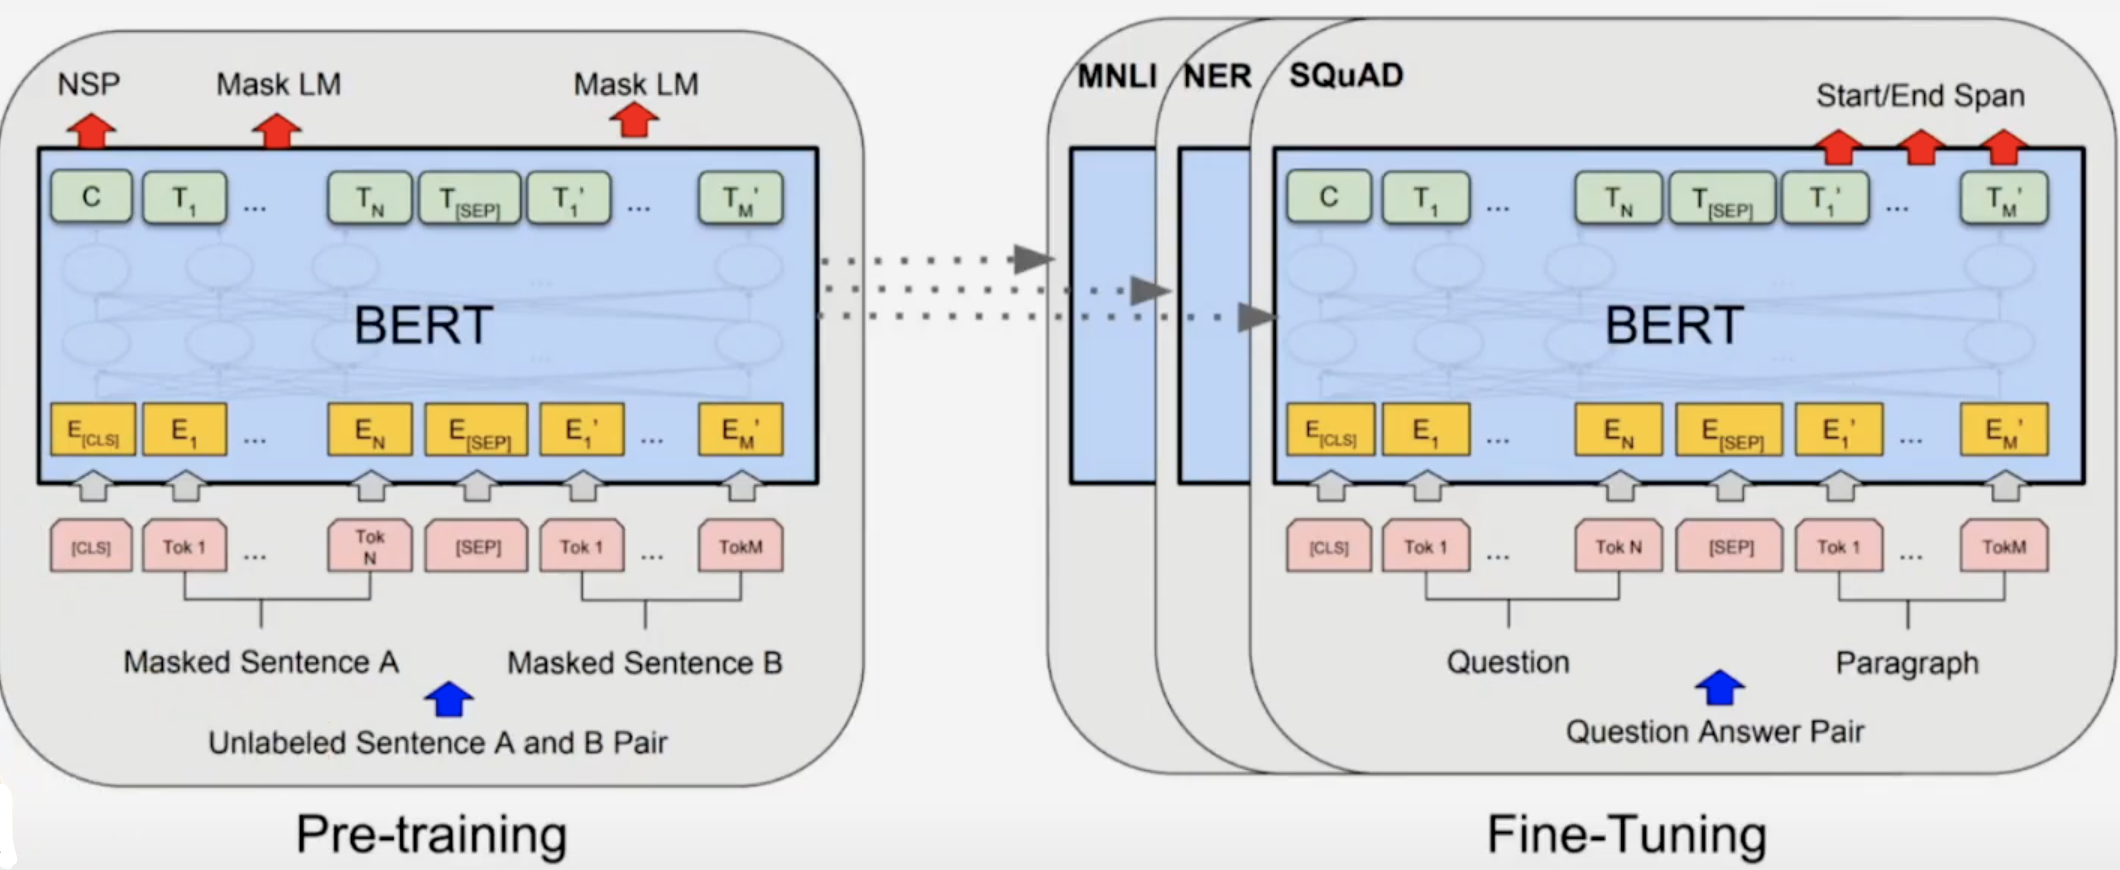 NSP Mask LM Mask LM
C T1 ... TN T[SEP] T1' ... TM'
BERT
E[CLS] E1 ... EN E[SEP] E1' ... EM'
[CLS] Tok 1 ... Tok N [SEP] Tok 1 ... TokM
Masked Sentence A Masked Sentence B
Unlabeled Sentence A and B Pair
Pre-training
MNLI NER SQuAD
Start/End Span
C T1 ... TN T[SEP] T1' ... TM'
BERT
E[CLS] E1 ... EN E[SEP] E1' ... EM'
[CLS] Tok 1 ... Tok N [SEP] Tok 1 ... TokM
Question Paragraph
Question Answer Pair
Fine-Tuning